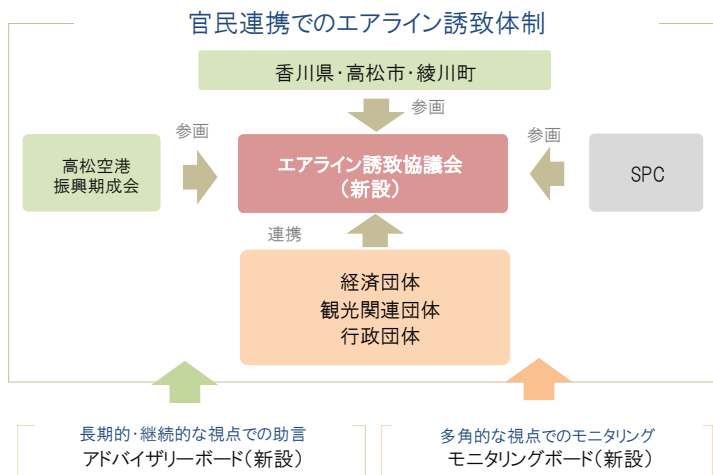 官民連携でのエアライン誘致体制
香川県・高松市・綾川町
参画
参画
参画
高松空港
振興期成会
エアライン誘致協議会
（新設）
SPC
連携
経済団体
観光関連団体
行政団体
長期的・継続的な視点での助言
アドバイザリーボード（新設）
多角的な視点でのモニタリング
モニタリングボード（新設）